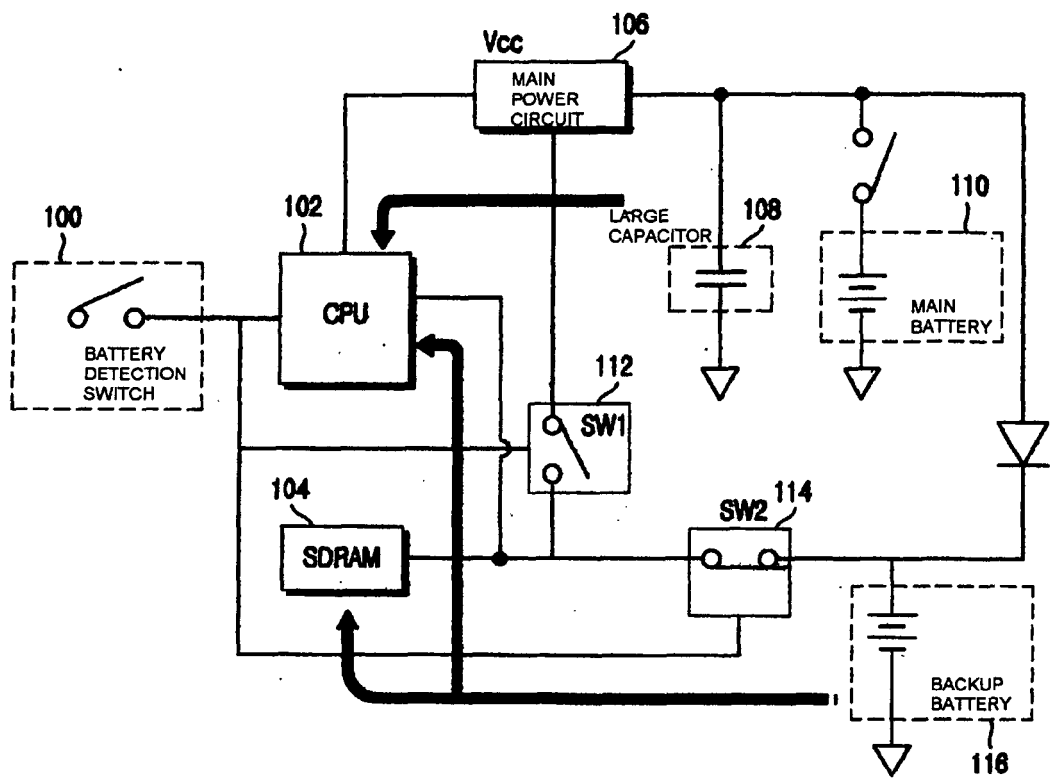 106
Vcc
MAIN
POWER
CIRCUIT
100
102
LARGE
CAPACITOR
108
110
CPU
BATTERY
DETECTION
SWITCH
MAIN
BATTERY
112
SW1
104
SDRAM
SW2
114
BACKUP
BATTERY
116